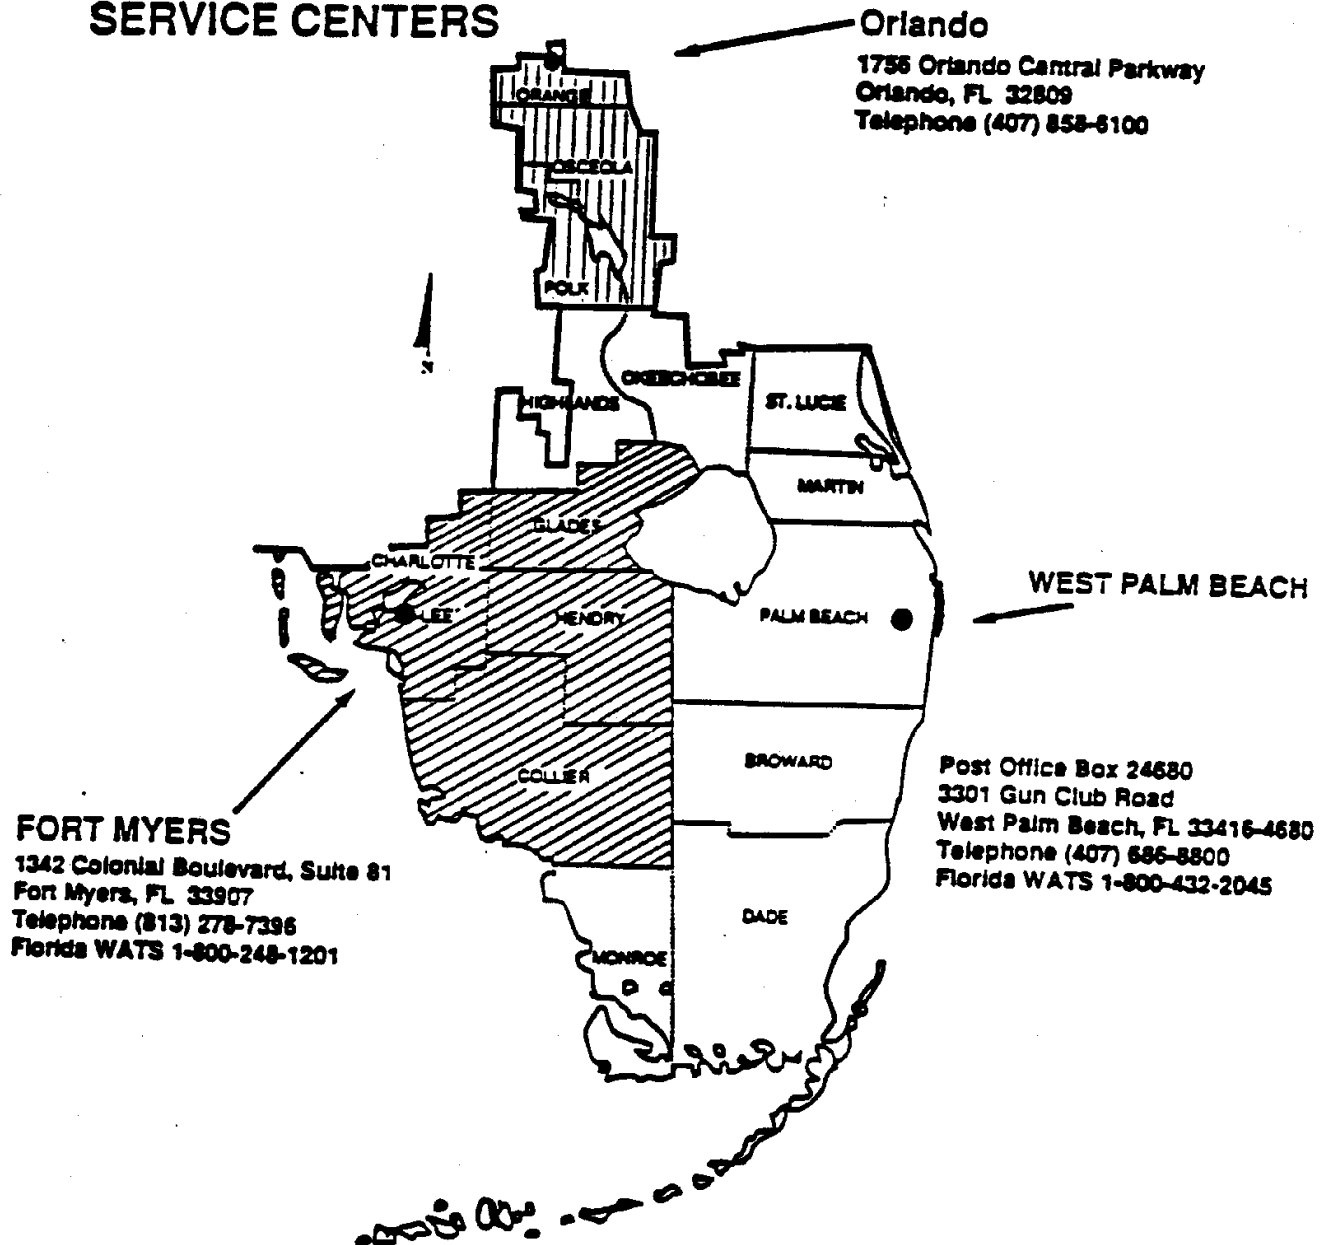 SERVICE CENTERS
Orlando
1756 Orlando Central Parkway
Orlando, FL 32809
Telephone (407) 858-6100
ORANGE
OSCEOLA
POLK
N
OKEECHOBEE
HIGHLANDS
ST. LUCIE
MARTIN
GLADES
CHARLOTTE
LEE
HENDRY
PALM BEACH
WEST PALM BEACH
COLLIER
BROWARD
Post Office Box 24680
3301 Gun Club Road
West Palm Beach, FL 33416-4680
Telephone (407) 686-8800
Florida WATS 1-800-432-2045
FORT MYERS
1342 Colonial Boulevard, Suite 81
Fort Myers, FL 33907
Telephone (813) 278-7396
Florida WATS 1-800-248-1201
DADE
MONROE